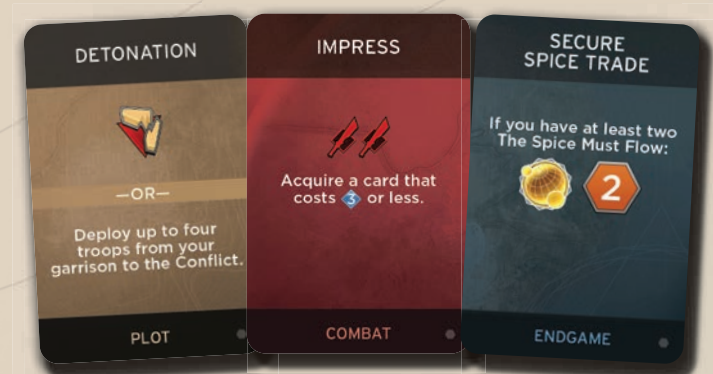 DETONATION
—OR—
Deploy up to four
troops from your
garrison to the Conflict.
PLOT
IMPRESS
Acquire a card that
costs 3 or less.
COMBAT
SECURE
SPICE TRADE
If you have at least two
The Spice Must Flow:
2
ENDGAME